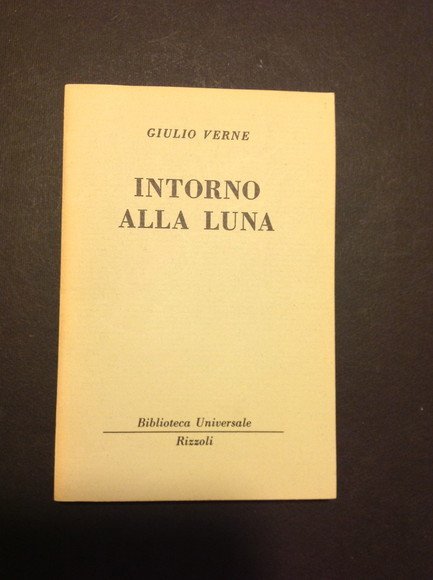 GIULIO VERNE
INTORNO
ALLA LUNA
Biblioteca Universale
Rizzoli